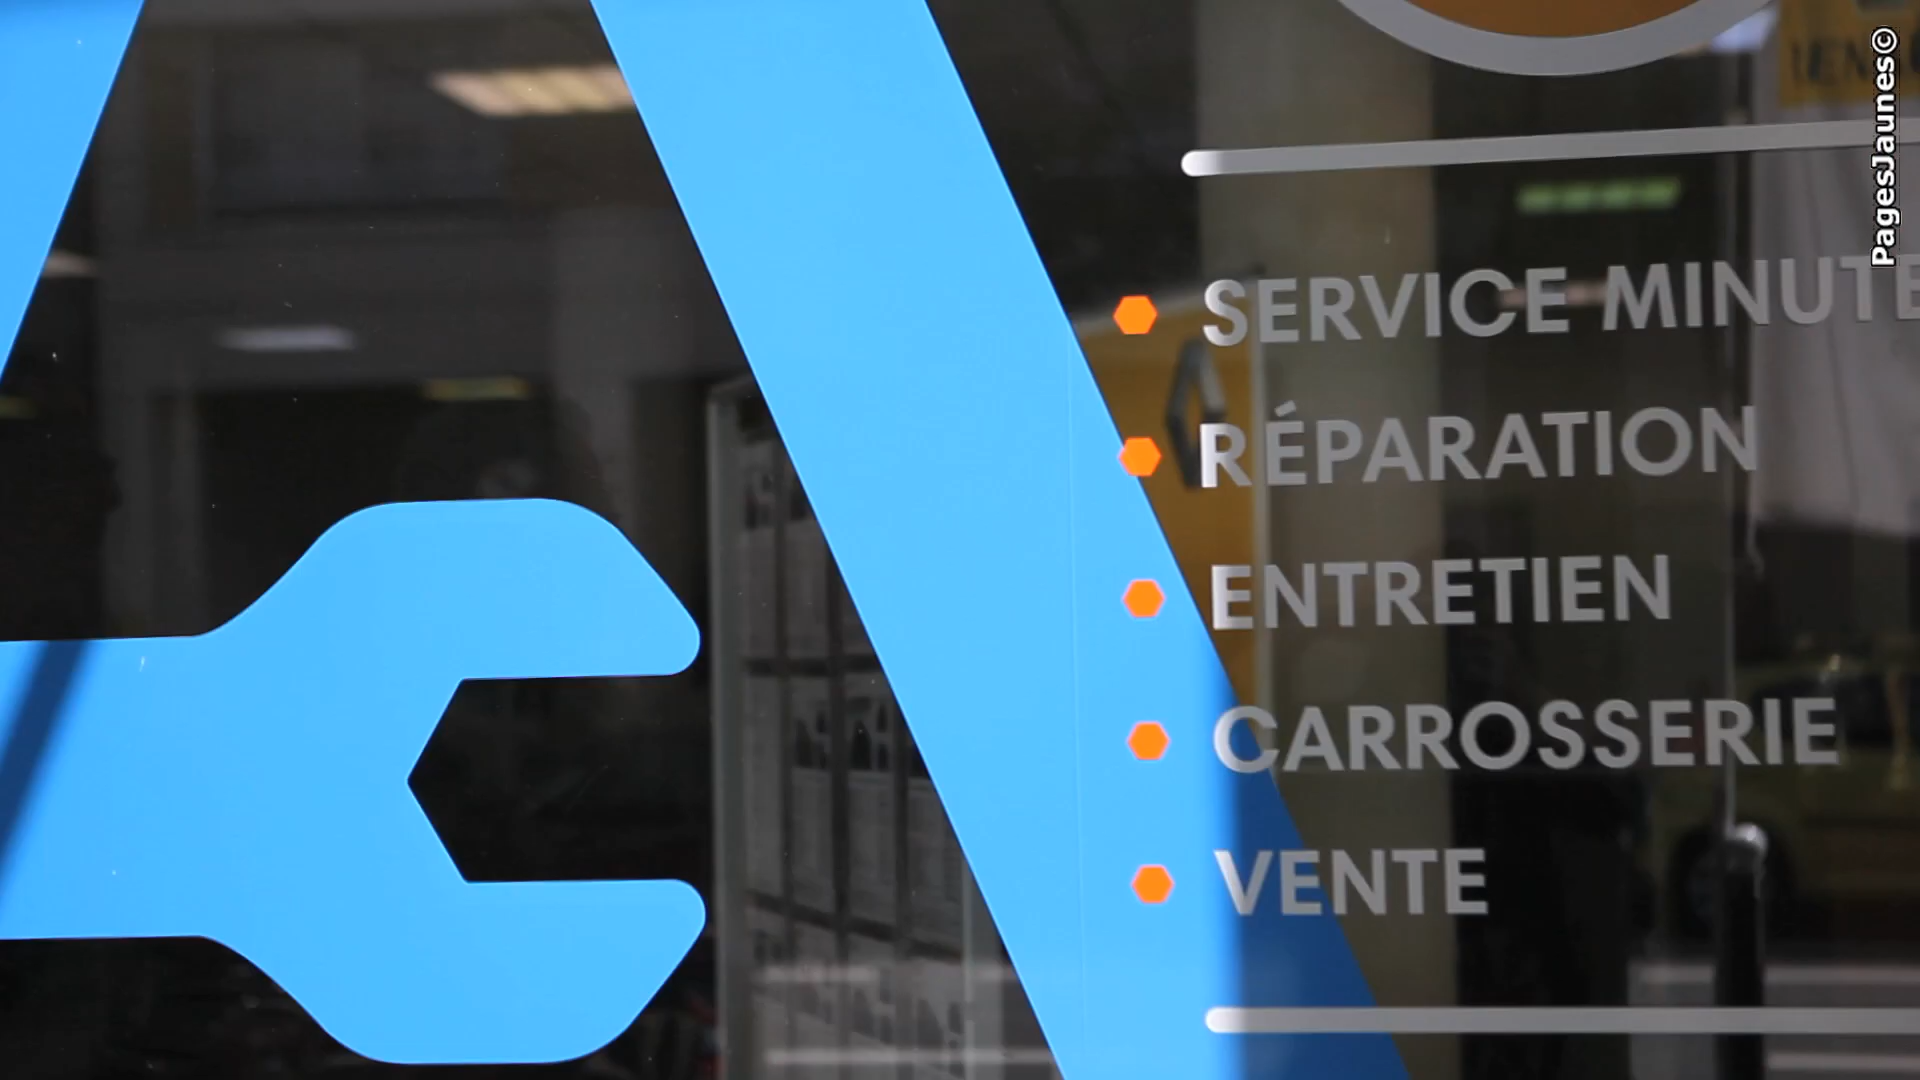 PagesJaunes©
SERVICE MINUTE
RÉPARATION
ENTRETIEN
CARROSSERIE
VENTE